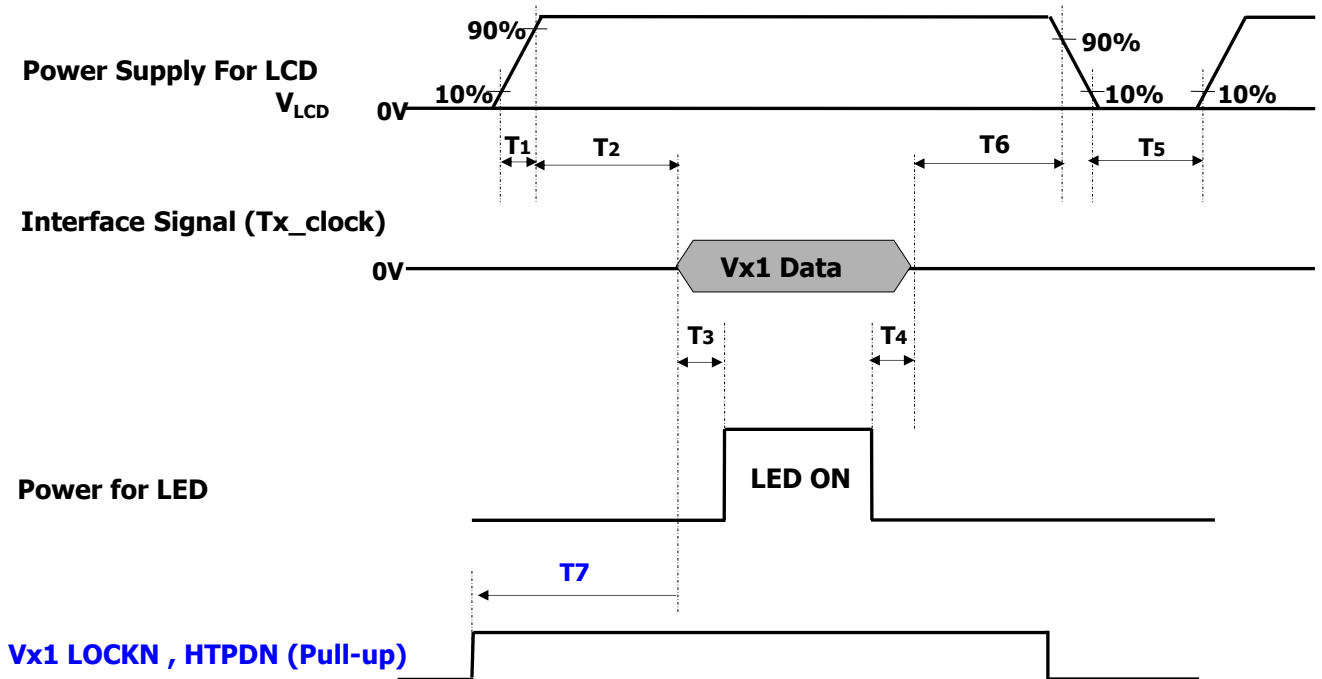 90%
90%
Power Supply For LCD
V_LCD
10%
10%
10%
0V
T1
T2
T6
T5
Interface Signal (Tx_clock)
0V
Vx1 Data
T3
T4
Power for LED
LED ON
T7
Vx1 LOCKN , HTPDN (Pull-up)